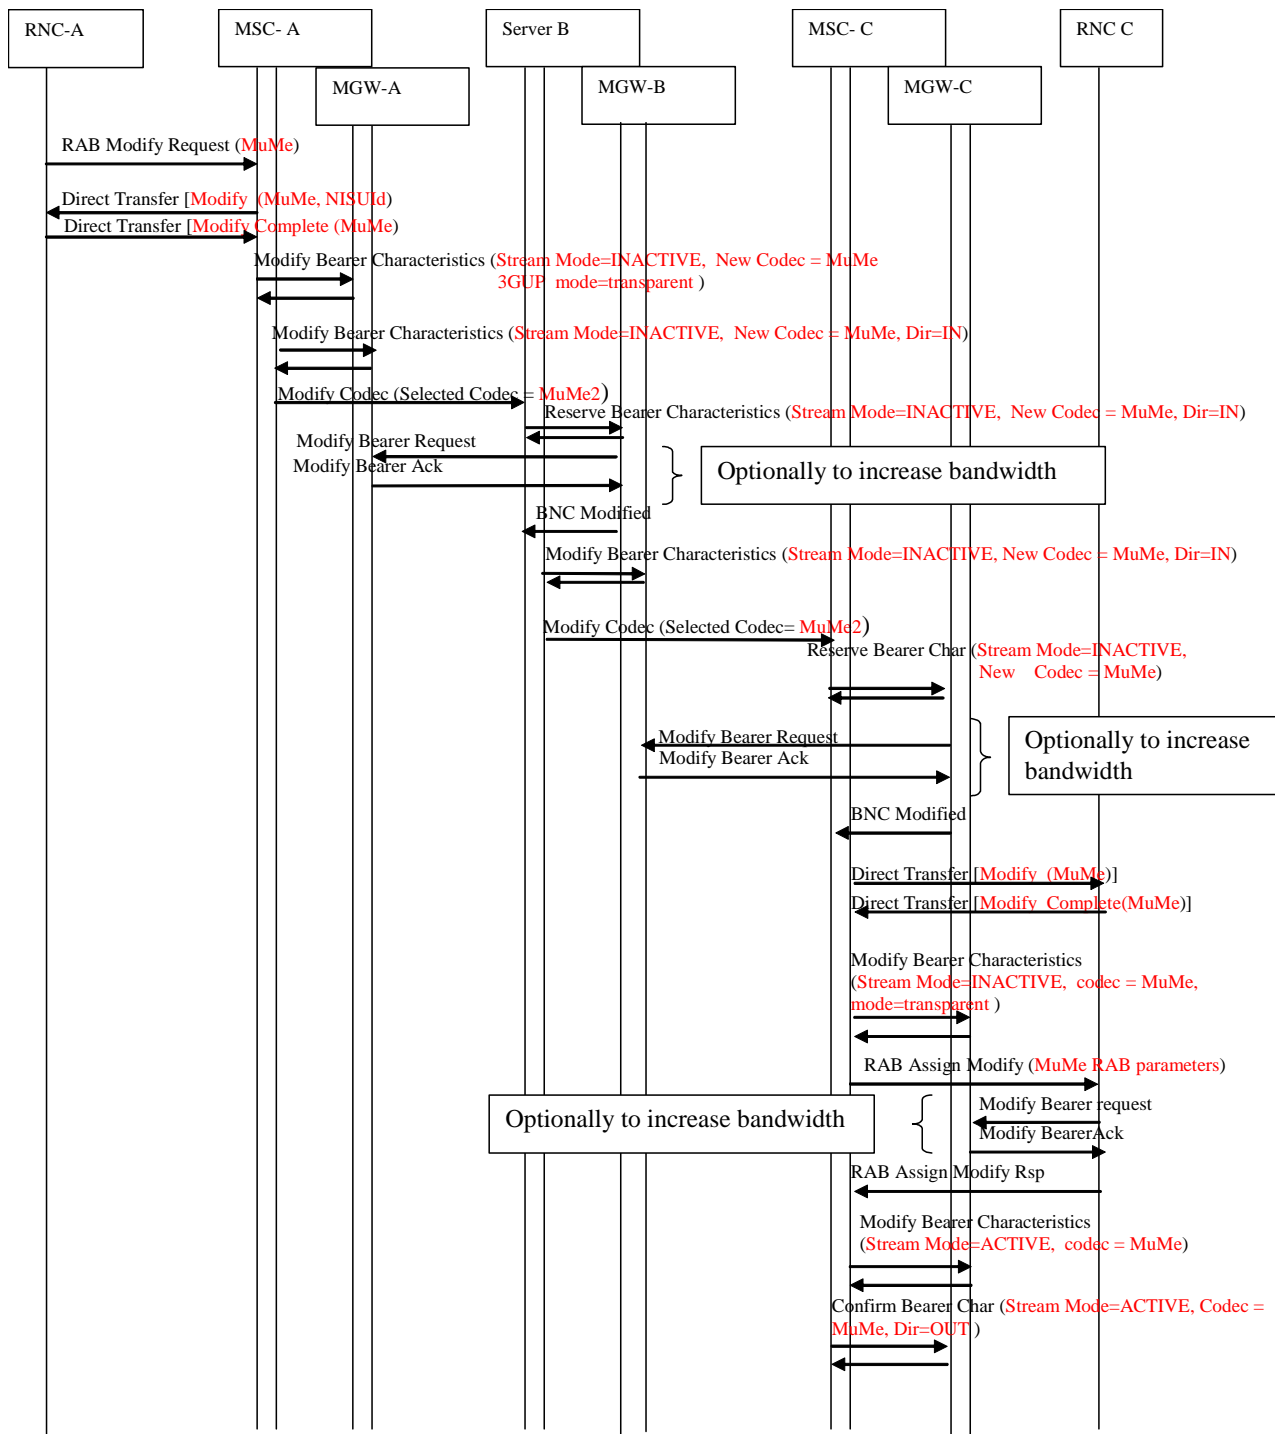 RNC-A
MSC- A
Server B
MSC- C
RNC C
MGW-A
MGW-B
MGW-C
RAB Modify Request (MuMe)
Direct Transfer [Modify (MuMe, NISUId)
Direct Transfer [Modify Complete (MuMe)
Modify Bearer Characteristics (Stream Mode=INACTIVE, New Codec = MuMe
3GUP mode=transparent )
Modify Bearer Characteristics (Stream Mode=INACTIVE, New Codec = MuMe, Dir=IN)
Modify Codec (Selected Codec = MuMe2)
Reserve Bearer Characteristics (Stream Mode=INACTIVE, New Codec = MuMe, Dir=IN)
Modify Bearer Request
Modify Bearer Ack
Optionally to increase bandwidth
BNC Modified
Modify Bearer Characteristics (Stream Mode=INACTIVE, New Codec = MuMe, Dir=IN)
Modify Codec (Selected Codec= MuMe2)
Reserve Bearer Char (Stream Mode=INACTIVE,
New Codec = MuMe)
Modify Bearer Request
Modify Bearer Ack
Optionally to increase
bandwidth
BNC Modified
Direct Transfer [Modify (MuMe)]
Direct Transfer [Modify Complete(MuMe)]
Modify Bearer Characteristics
(Stream Mode=INACTIVE, codec = MuMe,
mode=transparent )
RAB Assign Modify (MuMe RAB parameters)
Optionally to increase bandwidth
Modify Bearer request
Modify BearerAck
RAB Assign Modify Rsp
Modify Bearer Characteristics
(Stream Mode=ACTIVE, codec = MuMe)
Confirm Bearer Char (Stream Mode=ACTIVE, Codec =
MuMe, Dir=OUT )